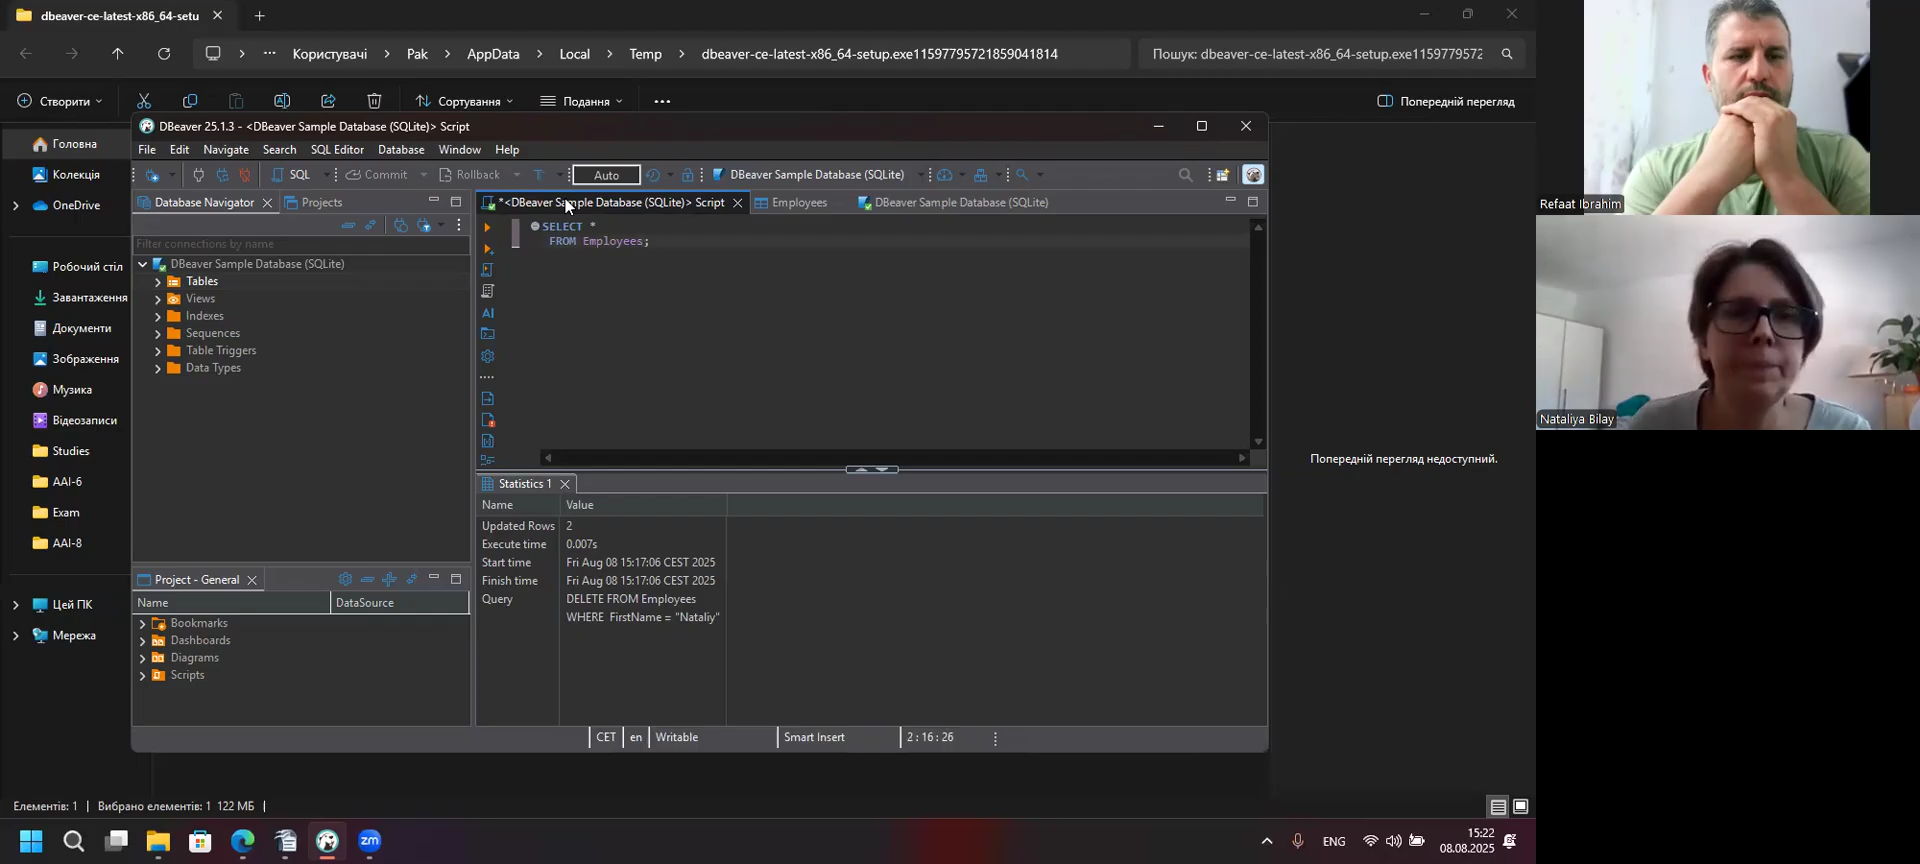 dbeaver-ce-latest-x86_64-setu
Користувачі
Pak
AppData
Local
Temp
dbeaver-ce-latest-x86_64-setup.exe11597795721859041814
Пошук: dbeaver-ce-latest-x86_64-setup.exe1159779572
Створити
Сортування
Подання
Попередній перегляд
DBeaver 25.1.3 - <DBeaver Sample Database (SQLite)> Script
File Edit Navigate Search SQL Editor Database Window Help
SQL Commit Rollback T Auto DBeaver Sample Database (SQLite)
Database Navigator Projects
*<DBeaver Sample Database (SQLite)> Script Employees DBeaver Sample Database (SQLite)
Filter connections by name
DBeaver Sample Database (SQLite)
Tables
Views
Indexes
Sequences
Table Triggers
Data Types
SELECT *
FROM Employees;
AI
Statistics 1
Name Value
Updated Rows 2
Execute time 0.007s
Start time Fri Aug 08 15:17:06 CEST 2025
Finish time Fri Aug 08 15:17:06 CEST 2025
Query DELETE FROM Employees
WHERE FirstName = "Nataliy"
Project - General
Name DataSource
Bookmarks
Dashboards
Diagrams
Scripts
CET en Writable Smart Insert 2 : 16 : 26
Головна
Колекція
OneDrive
Робочий стіл
Завантаження
Документи
Зображення
Музика
Відеозаписи
Studies
AAI-6
Exam
AAI-8
Цей ПК
Мережа
Попередній перегляд недоступний.
Елементів: 1 Вибрано елементів: 1 122 МБ
zm
ENG
15:22
08.08.2025
Refaat Ibrahim
Nataliya Bilay